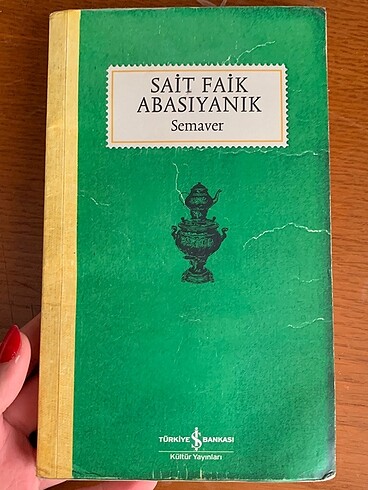 SAİT FAİK
ABASIYANIK
Semaver
TÜRKİYE İŞ BANKASI
Kültür Yayınları